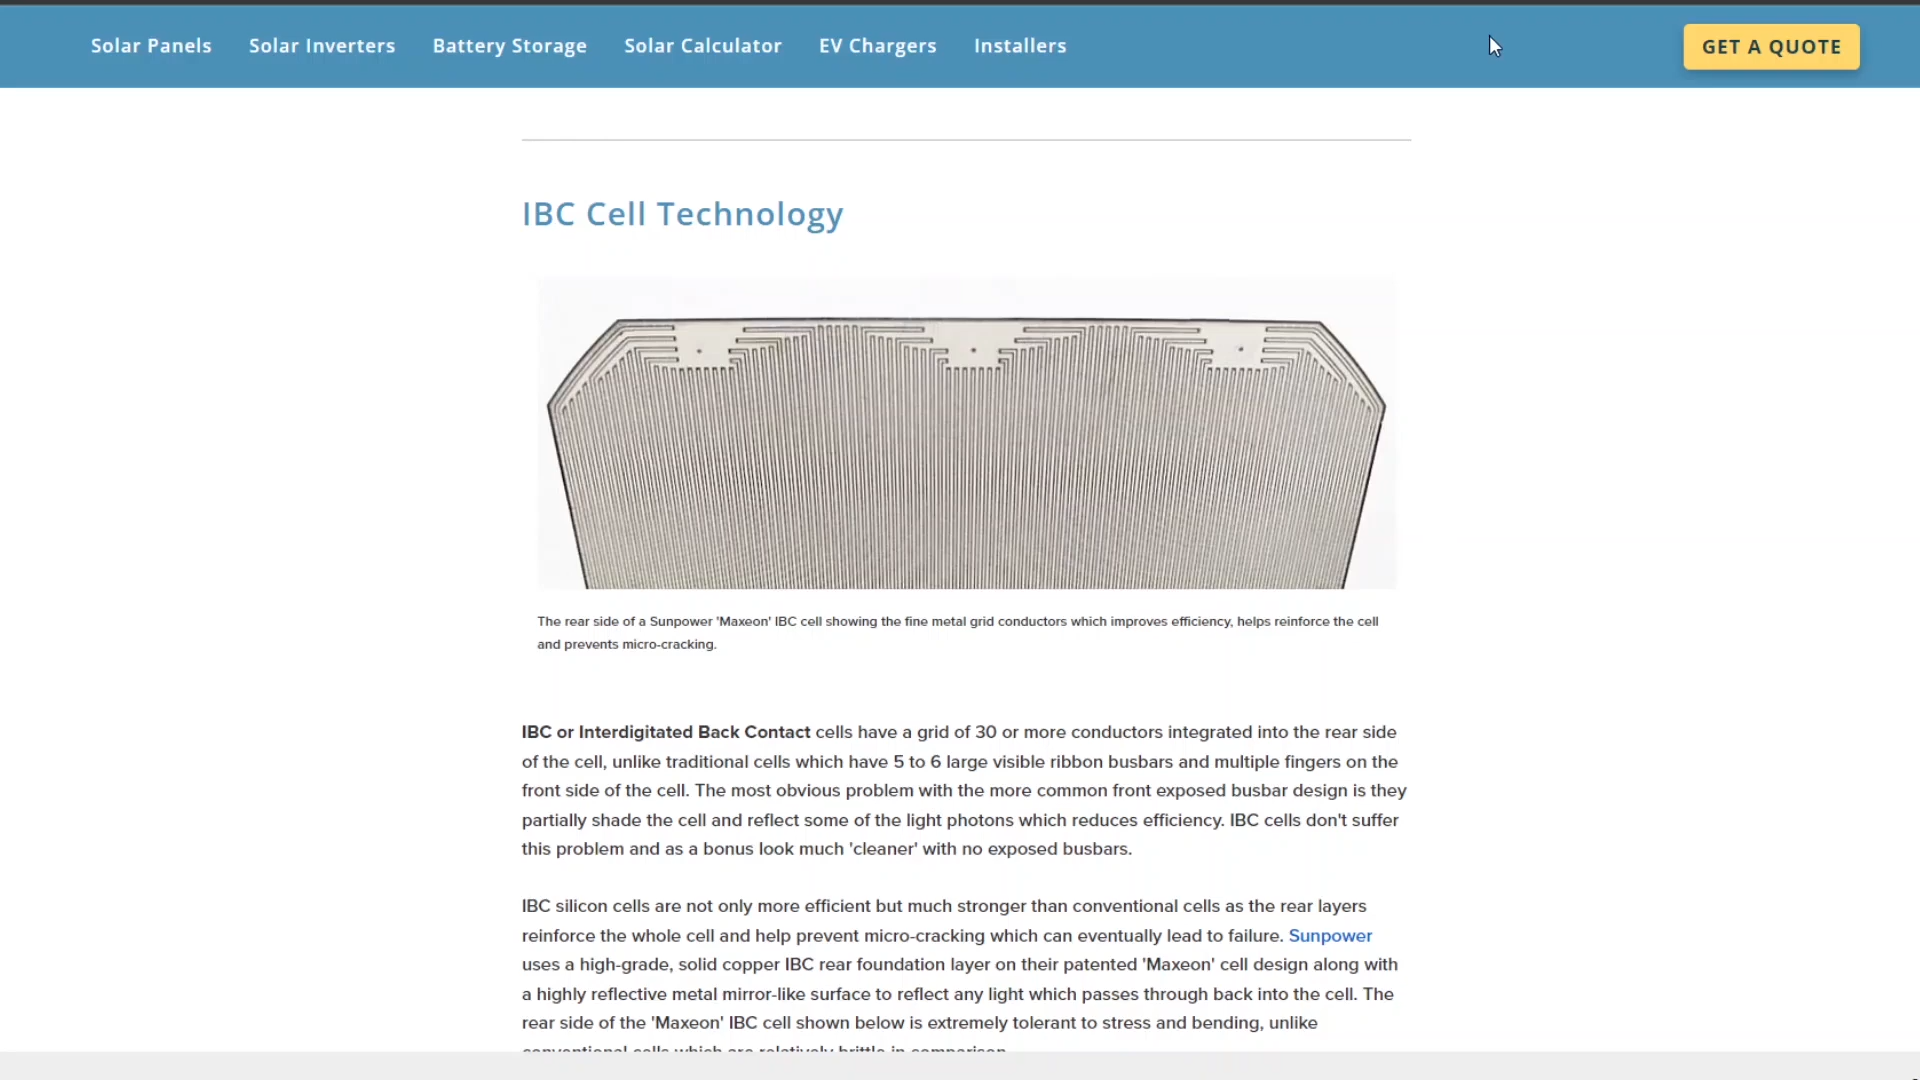 Solar Panels Solar Inverters Battery Storage Solar Calculator EV Chargers Installers GET A QUOTE
IBC Cell Technology
The rear side of a Sunpower 'Maxeon' IBC cell showing the fine metal grid conductors which improves efficiency, helps reinforce the cell
and prevents micro-cracking.
IBC or Interdigitated Back Contact cells have a grid of 30 or more conductors integrated into the rear side
of the cell, unlike traditional cells which have 5 to 6 large visible ribbon busbars and multiple fingers on the
front side of the cell. The most obvious problem with the more common front exposed busbar design is they
partially shade the cell and reflect some of the light photons which reduces efficiency. IBC cells don't suffer
this problem and as a bonus look much 'cleaner' with no exposed busbars.
IBC silicon cells are not only more efficient but much stronger than conventional cells as the rear layers
reinforce the whole cell and help prevent micro-cracking which can eventually lead to failure. Sunpower
uses a high-grade, solid copper IBC rear foundation layer on their patented 'Maxeon' cell design along with
a highly reflective metal mirror-like surface to reflect any light which passes through back into the cell. The
rear side of the 'Maxeon' IBC cell shown below is extremely tolerant to stress and bending, unlike
conventional cells which are relatively brittle in comparison.